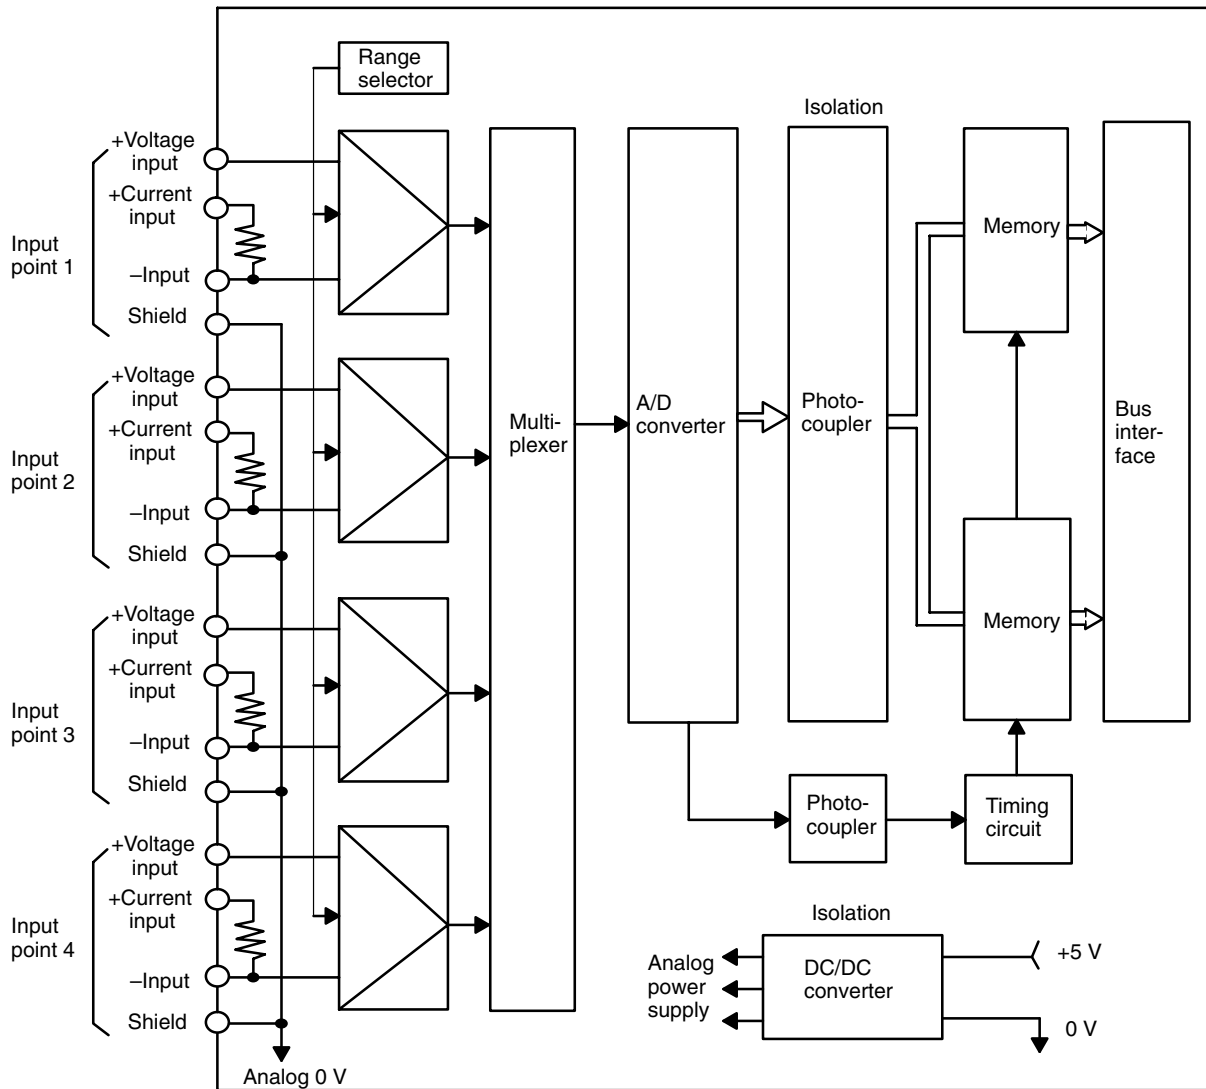 Range
selector
Isolation
+Voltage
input
+Current
input
Input
point 1
–Input
Shield
Memory
+Voltage
input
+Current
input
Input
point 2
–Input
Shield
Multi-
plexer
A/D
converter
Photo-
coupler
Bus
inter-
face
+Voltage
input
+Current
input
Input
point 3
–Input
Shield
Memory
Photo-
coupler
Timing
circuit
+Voltage
input
+Current
input
Input
point 4
–Input
Shield
Analog 0 V
Isolation
Analog
power
supply
DC/DC
converter
+5 V
0 V